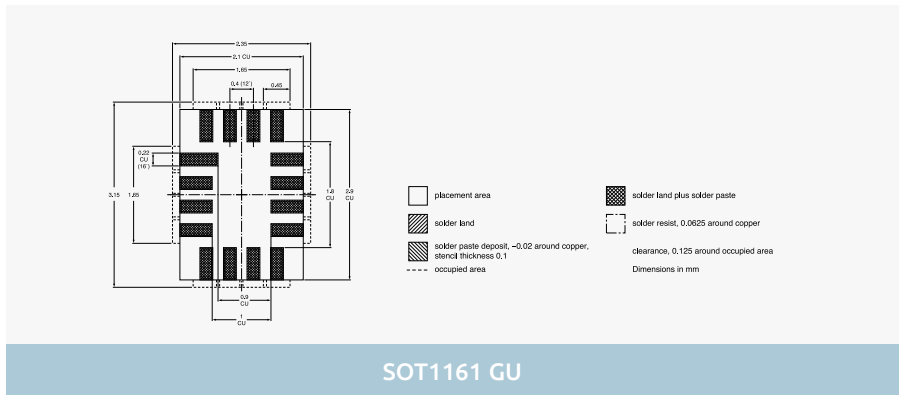 2.35
2.1 CU
1.65
0.4 (12')
0.45
0.22
CU
(16')
3.15
1.65
1.8
CU
2.9
CU
0.9
CU
1
CU
placement area
solder land
solder paste deposit, –0.02 around copper,
stencil thickness 0.1
occupied area
solder land plus solder paste
solder resist, 0.0625 around copper
clearance, 0.125 around occupied area
Dimensions in mm
SOT1161 GU